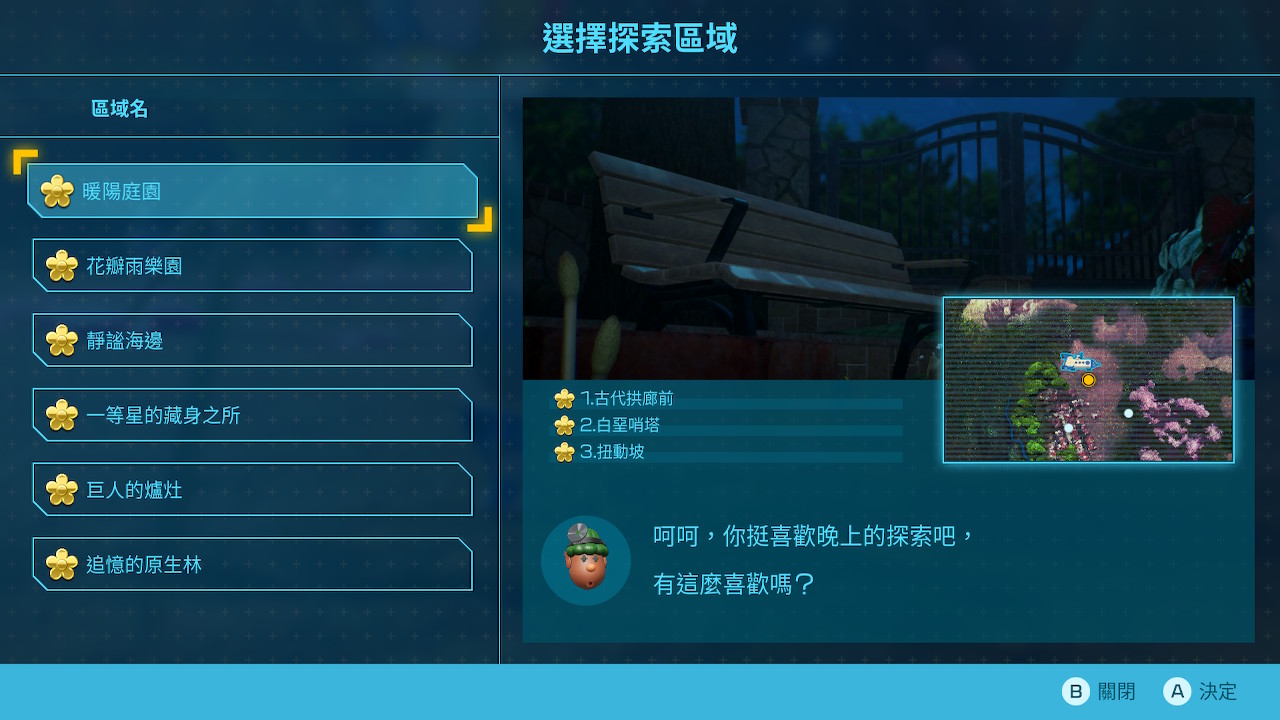 選擇探索區域
區域名
暖陽庭園
花瓣雨樂園
靜謐海邊
一等星的藏身之所
巨人的爐灶
追憶的原生林
1.古代拱廊前
2.白堊哨塔
3.扭動坡
呵呵，你挺喜歡晚上的探索吧，
有這麼喜歡嗎？
B 關閉 A 決定